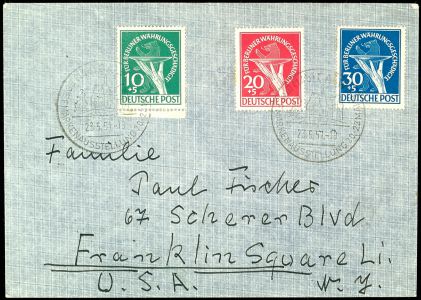 FÜR BERLINER WÄHRUNGSGESCHÄDIGTE
10
+5
DEUTSCHE POST
FÜR BERLINER WÄHRUNGSGESCHÄDIGTE
20
+5
DEUTSCHE POST
FÜR BERLINER WÄHRUNGSGESCHÄDIGTE
30
+5
DEUTSCHE POST
Familie
Paul Fischer
67 Scherer Blvd
Franklin Square Li.
U. S. A. N. Y.